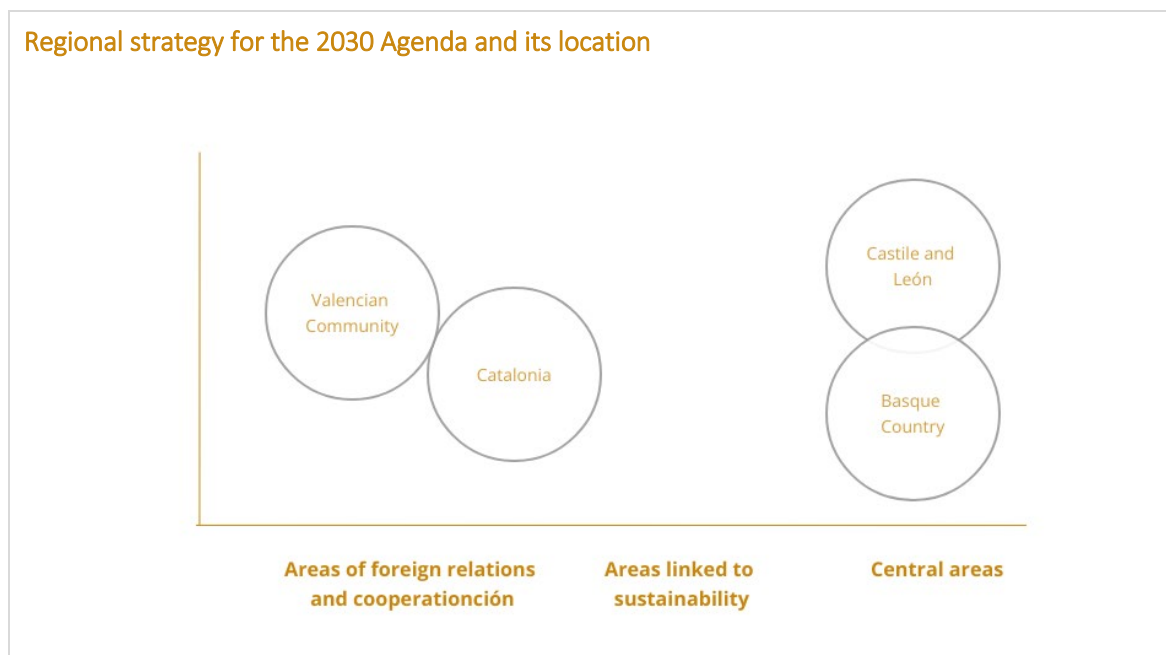 Regional strategy for the 2030 Agenda and its location
Castile and
León
Valencian
Community
Catalonia
Basque
Country
Areas of foreign relations
and cooperationción
Areas linked to
sustainability
Central areas